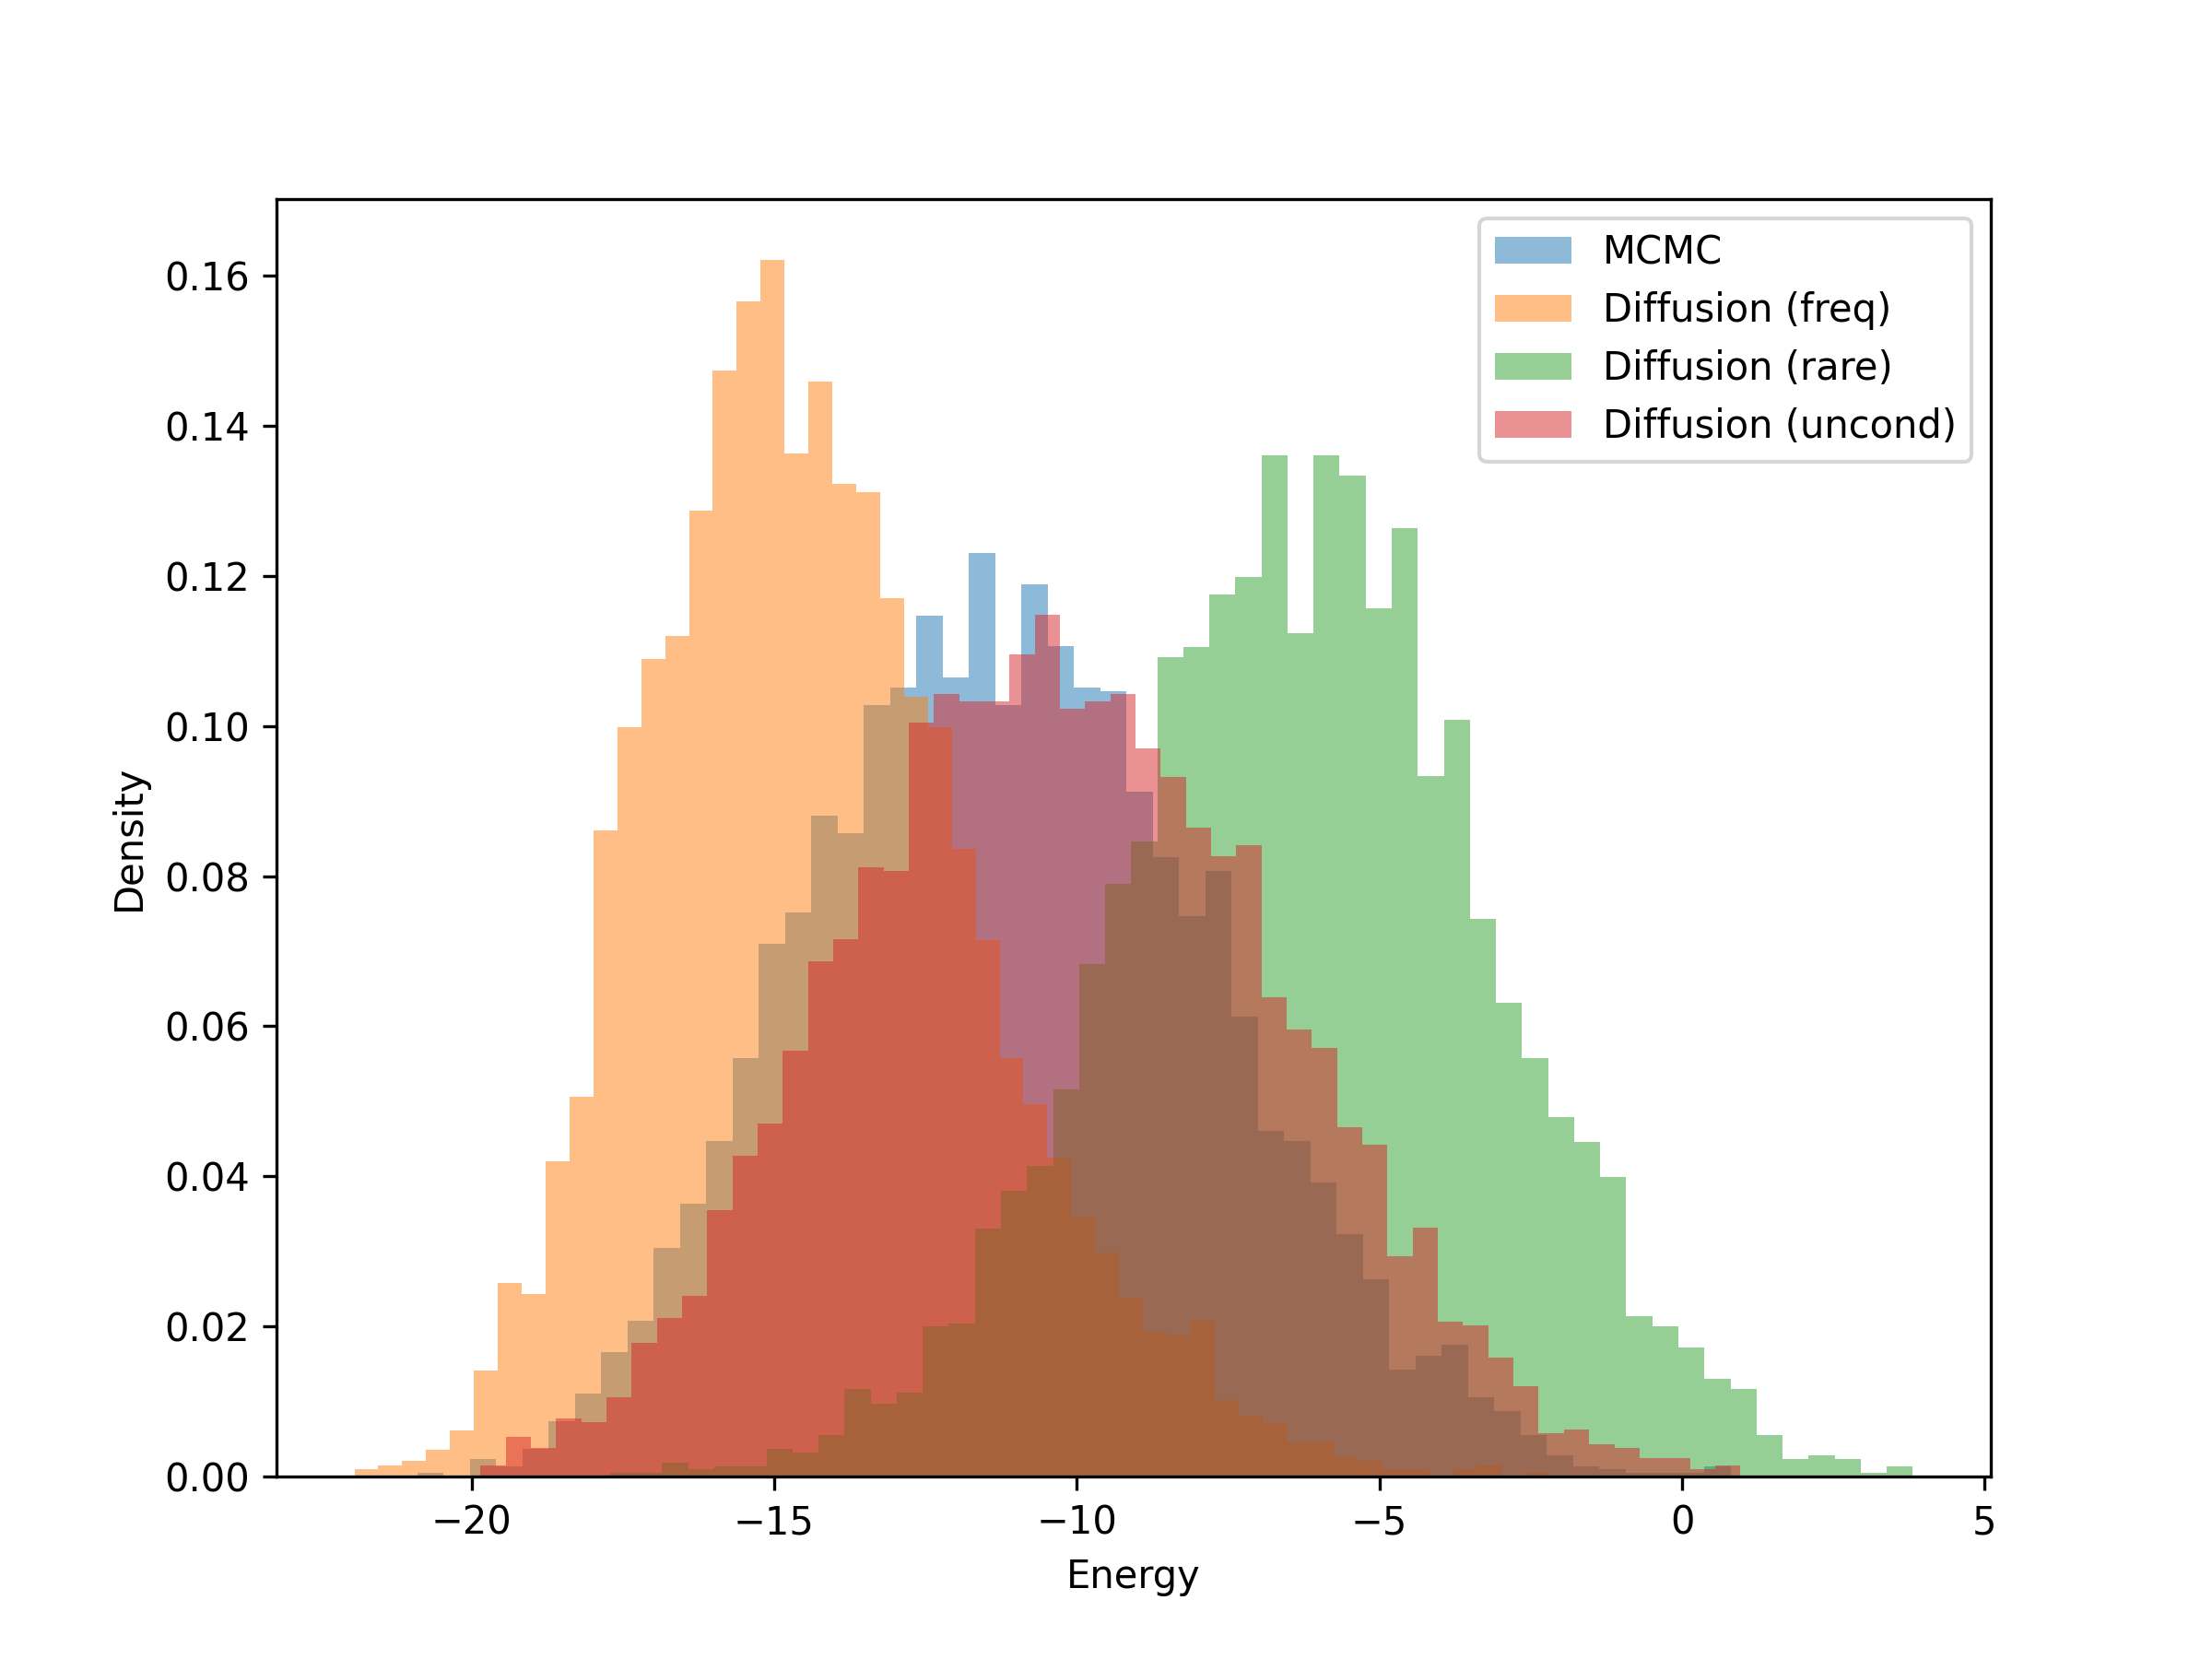 MCMC
Diffusion (freq)
Diffusion (rare)
Diffusion (uncond)
0.16
0.14
0.12
0.10
0.08
0.06
0.04
0.02
0.00
Density
−20 −15 −10 −5 0 5
Energy